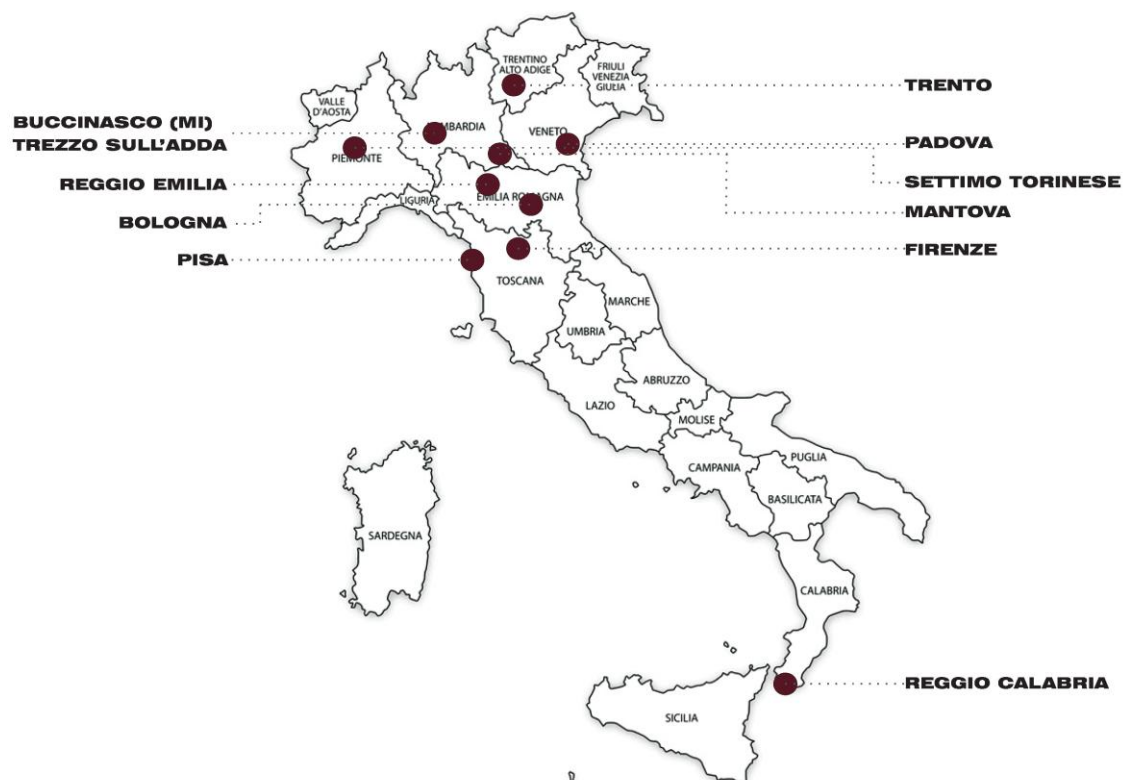 TRENTINO
ALTO ADIGE
FRIULI
VENEZIA
GIULIA
TRENTO
VALLE
D'AOSTA
BUCCINASCO (MI)
TREZZO SULL'ADDA
LOMBARDIA
VENETO
PADOVA
PIEMONTE
REGGIO EMILIA
SETTIMO TORINESE
EMILIA ROMAGNA
LIGURIA
MANTOVA
BOLOGNA
FIRENZE
PISA
TOSCANA
MARCHE
UMBRIA
ABRUZZO
LAZIO
MOLISE
PUGLIA
CAMPANIA
BASILICATA
SARDEGNA
CALABRIA
REGGIO CALABRIA
SICILIA